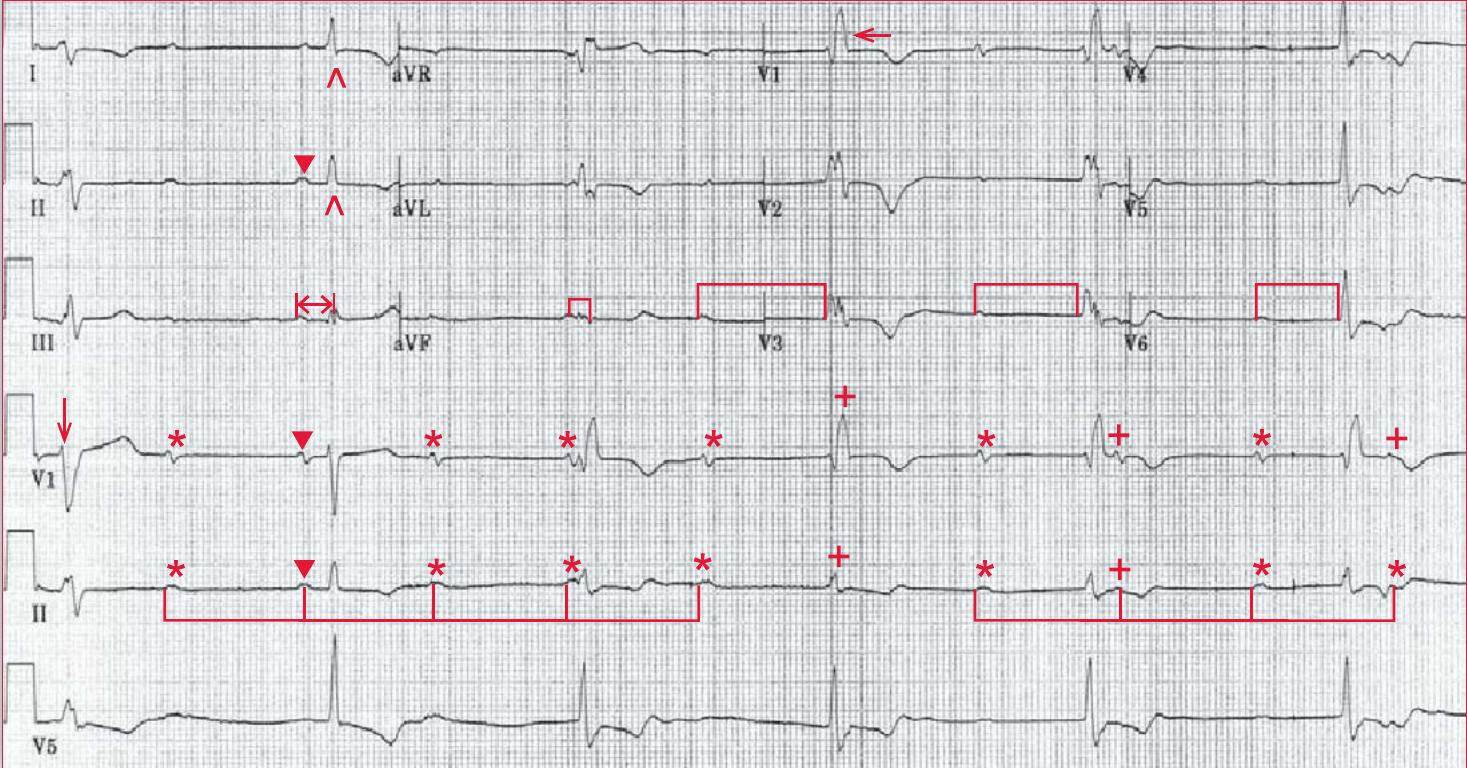 I aVR V1 V4
II aVL V2 V5
III aVF V3 V6
+
V1 * * * * + * + *  +
II * * * * + * + * *
V5